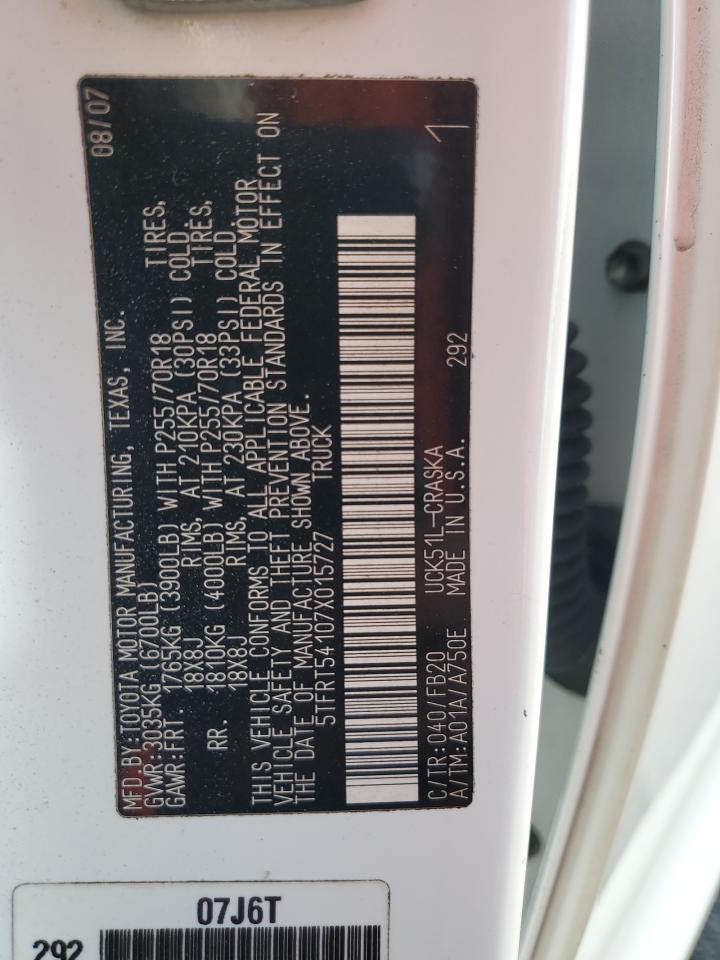 MFD.BY:TOYOTA MOTOR MANUFACTURING, TEXAS, INC. 08/07
GVWR:3035KG (6700LB)
GAWR:FRT 1765KG (3900LB) WITH P255/70R18 TIRES,
18X8J RIMS, AT 210KPA (30PSI) COLD.
RR. 1810KG (4000LB) WITH P255/70R18 TIRES,
18X8J RIMS, AT 230KPA (33PSI) COLD.
THIS VEHICLE CONFORMS TO ALL APPLICABLE FEDERAL MOTOR
VEHICLE SAFETY AND THEFT PREVENTION STANDARDS IN EFFECT ON
THE DATE OF MANUFACTURE SHOWN ABOVE.
5TFRT54107X015727 TRUCK
C/TR:040/FB20 UCK51L-CRASKA
A/TM:A01A/A750E MADE IN U.S.A. 292
1
07J6T
292